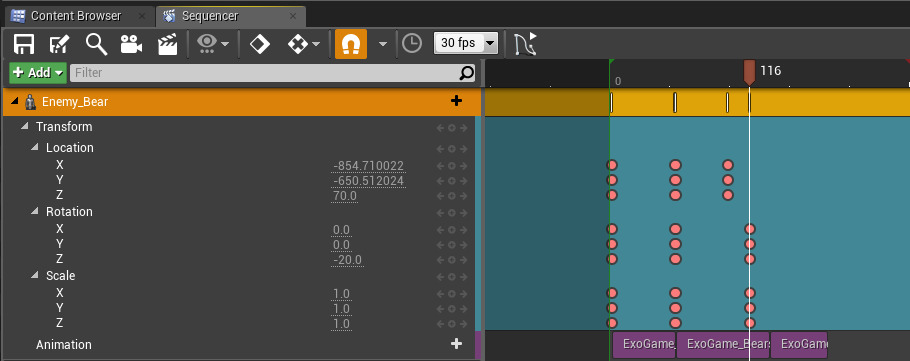 Content Browser Sequencer
30 fps
Add Filter
0 116
Enemy_Bear
Transform
Location
X -854.710022
Y -650.512024
Z 70.0
Rotation
X 0.0
Y 0.0
Z -20.0
Scale
X 1.0
Y 1.0
Z 1.0
Animation ExoGame_ ExoGame_Bears ExoGame